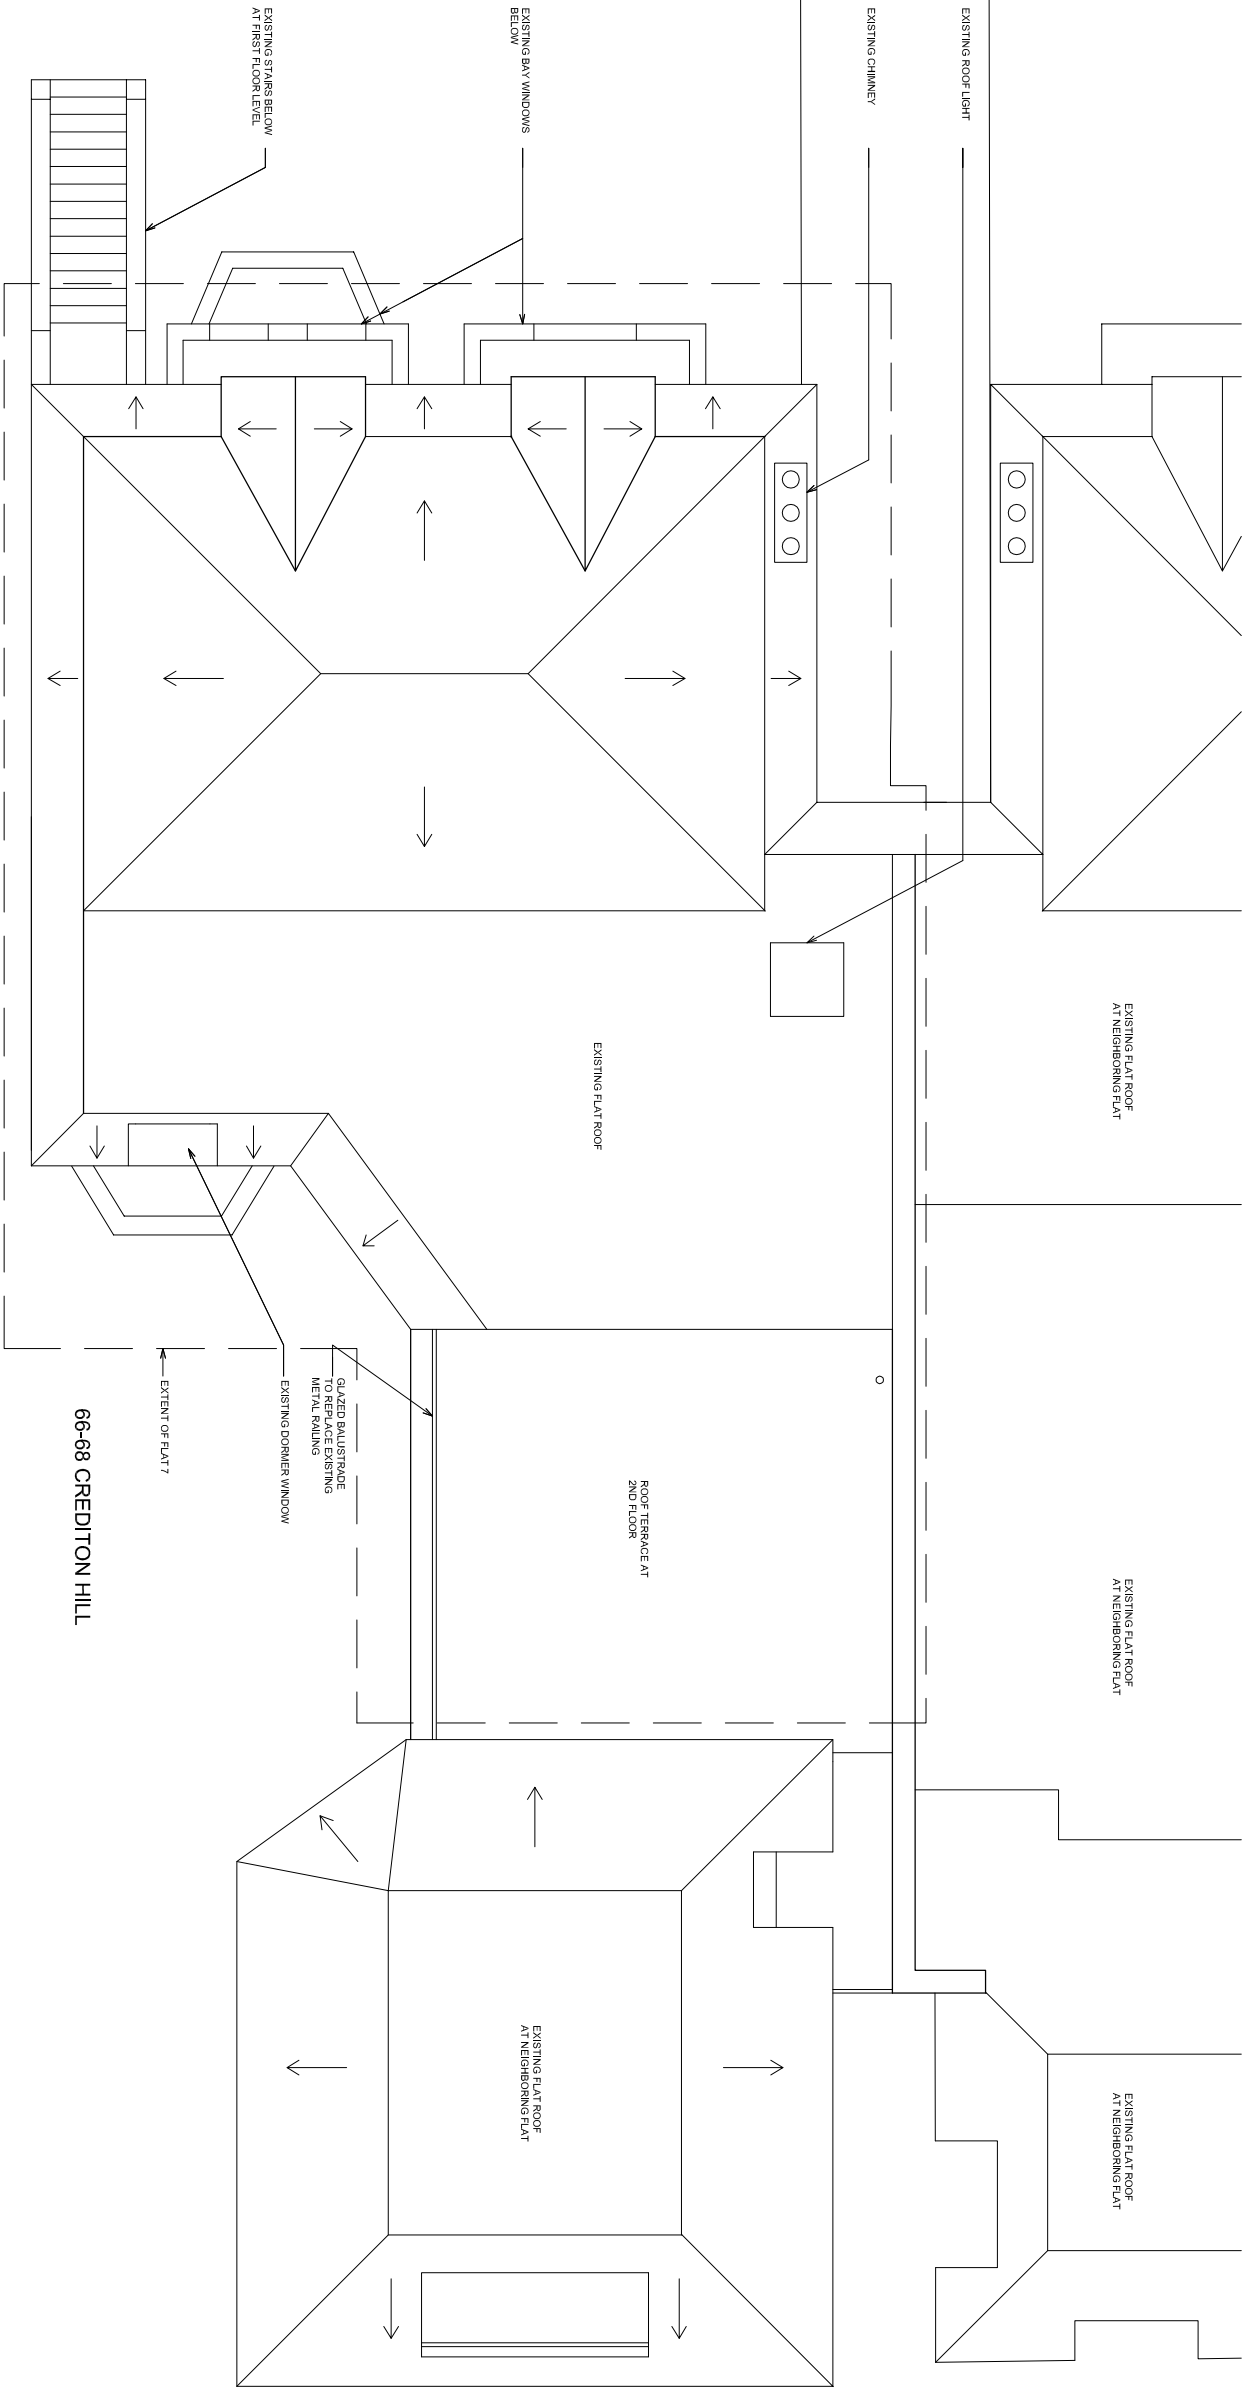 EXISTING STAIRS BELOW
AT FIRST FLOOR LEVEL
EXISTING BAY WINDOWS
BELOW
EXISTING CHIMNEY
EXISTING ROOF LIGHT
EXISTING FLAT ROOF
AT NEIGHBORING FLAT
EXISTING FLAT ROOF
EXISTING FLAT ROOF
AT NEIGHBORING FLAT
ROOF TERRACE AT
2ND FLOOR
GLAZED BALUSTRADE
TO REPLACE EXISTING
METAL RAILING
EXISTING DORMER WINDOW
EXTENT OF FLAT 7
66-68 CREDITON HILL
EXISTING FLAT ROOF
AT NEIGHBORING FLAT
EXISTING FLAT ROOF
AT NEIGHBORING FLAT